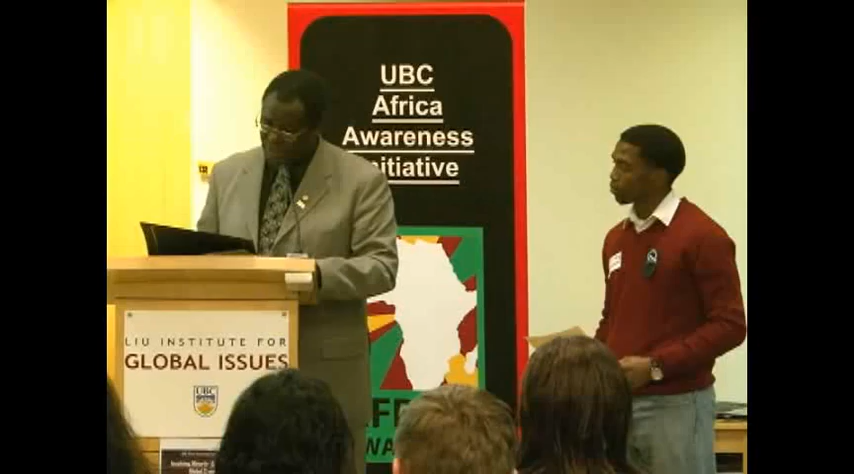 UBC
Africa
Awareness
Initiative
LIU INSTITUTE FOR
GLOBAL ISSUES
UBC